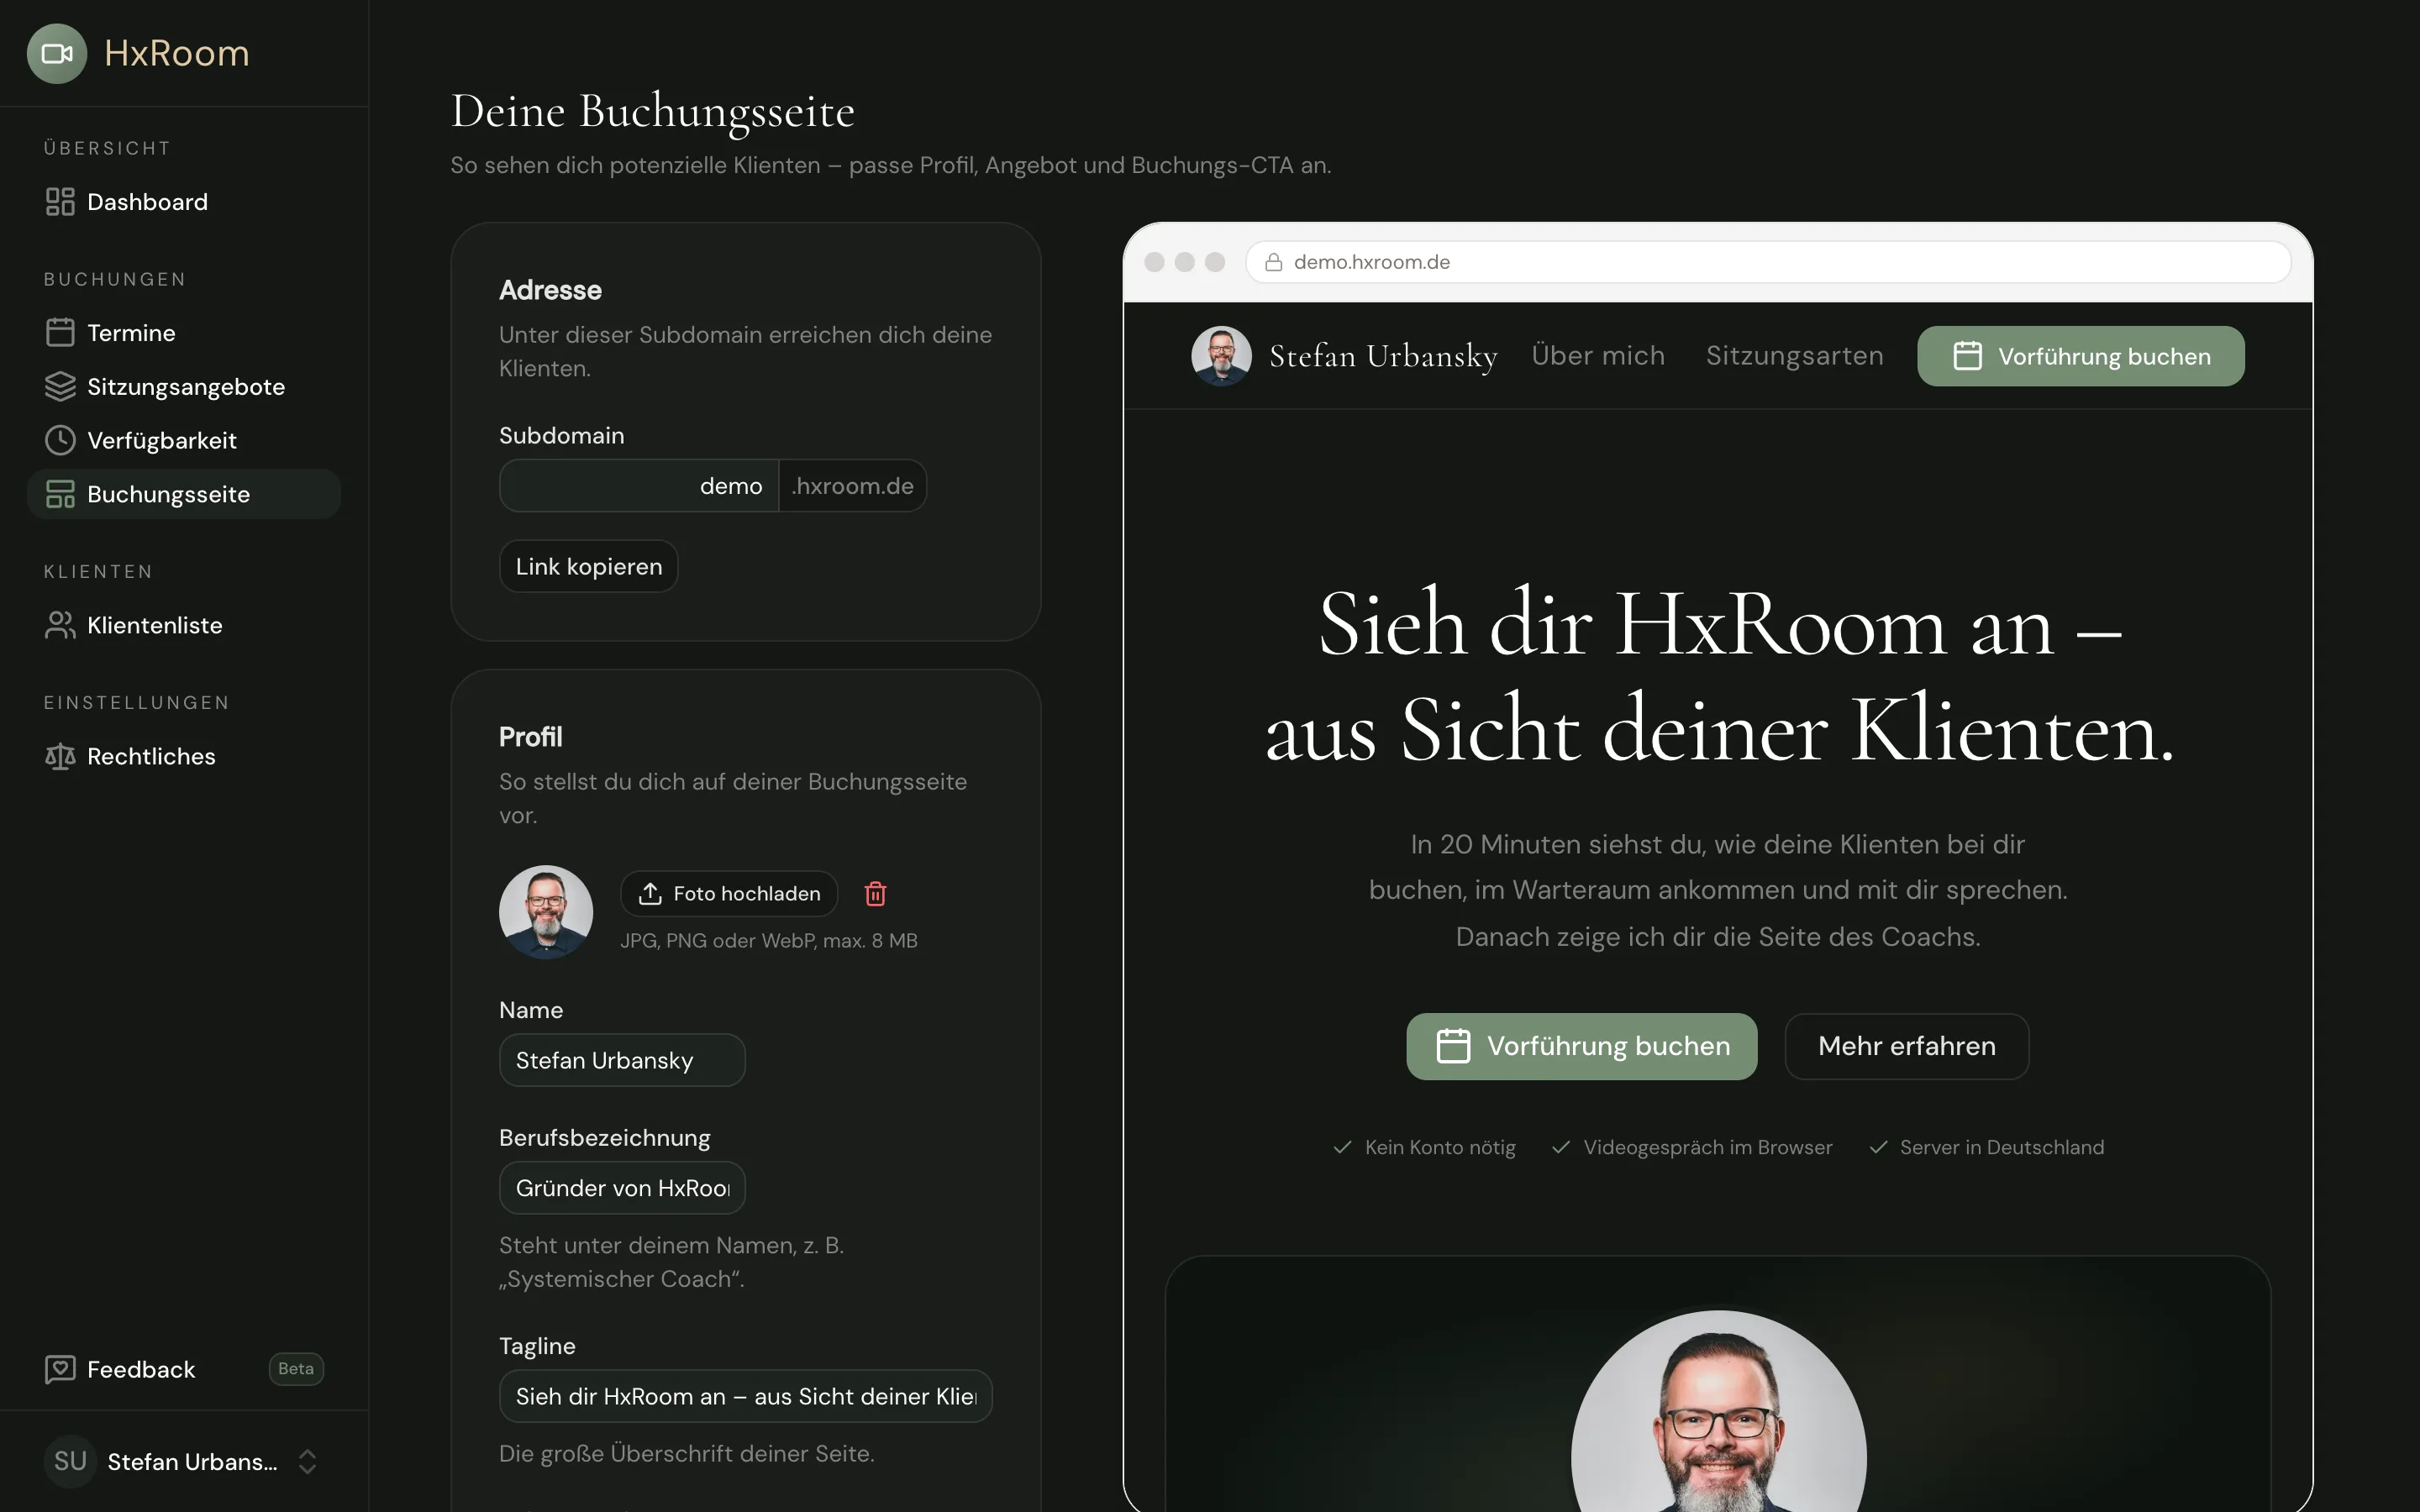 HxRoom
ÜBERSICHT
Dashboard
BUCHUNGEN
Termine
Sitzungsangebote
Verfügbarkeit
Buchungsseite
KLIENTEN
Klientenliste
EINSTELLUNGEN
Rechtliches
Feedback
Beta
SU
Stefan Urbans...
Deine Buchungsseite
So sehen dich potenzielle Klienten – passe Profil, Angebot und Buchungs-CTA an.
Adresse
Unter dieser Subdomain erreichen dich deine
Klienten.
Subdomain
demo .hxroom.de
Link kopieren
Profil
So stellst du dich auf deiner Buchungsseite
vor.
Foto hochladen
JPG, PNG oder WebP, max. 8 MB
Name
Stefan Urbansky
Berufsbezeichnung
Gründer von HxRoo
Steht unter deinem Namen, z. B.
„Systemischer Coach“.
Tagline
Sieh dir HxRoom an – aus Sicht deiner Klie
Die große Überschrift deiner Seite.
demo.hxroom.de
Stefan Urbansky
Über mich
Sitzungsarten
Vorführung buchen
Sieh dir HxRoom an –
aus Sicht deiner Klienten.
In 20 Minuten siehst du, wie deine Klienten bei dir
buchen, im Warteraum ankommen und mit dir sprechen.
Danach zeige ich dir die Seite des Coachs.
Vorführung buchen
Mehr erfahren
Kein Konto nötig
Videogespräch im Browser
Server in Deutschland